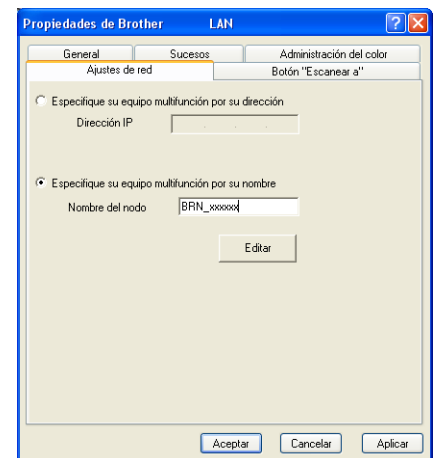 Propiedades de Brother LAN
General Sucesos Administración del color
Ajustes de red Botón "Escanear a"
Especifique su equipo multifunción por su dirección
Dirección IP
Especifique su equipo multifunción por su nombre
Nombre del nodo BRN_xxxxxx
Editar
Aceptar Cancelar Aplicar